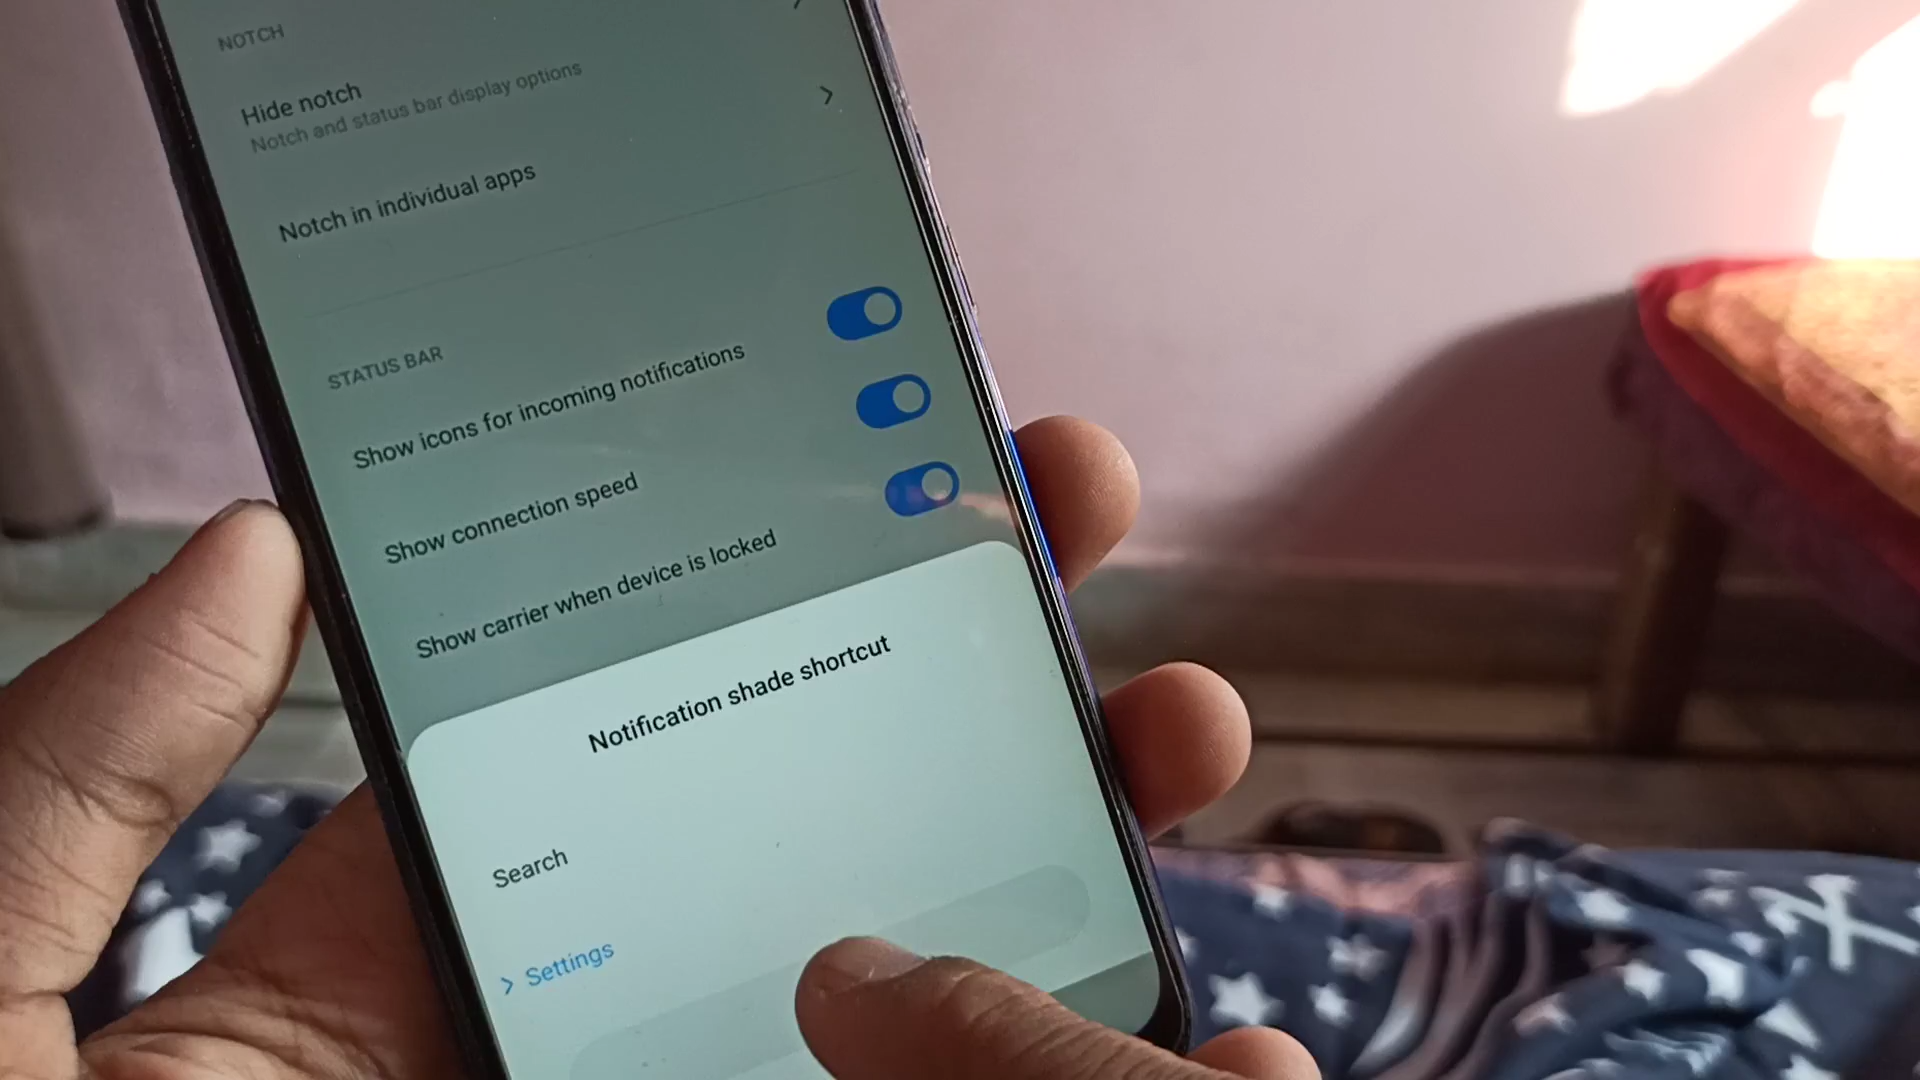 NOTCH
Hide notch
Notch and status bar display options
Notch in individual apps
STATUS BAR
Show icons for incoming notifications
Show connection speed
Show carrier when device is locked
Notification shade shortcut
Search
Settings